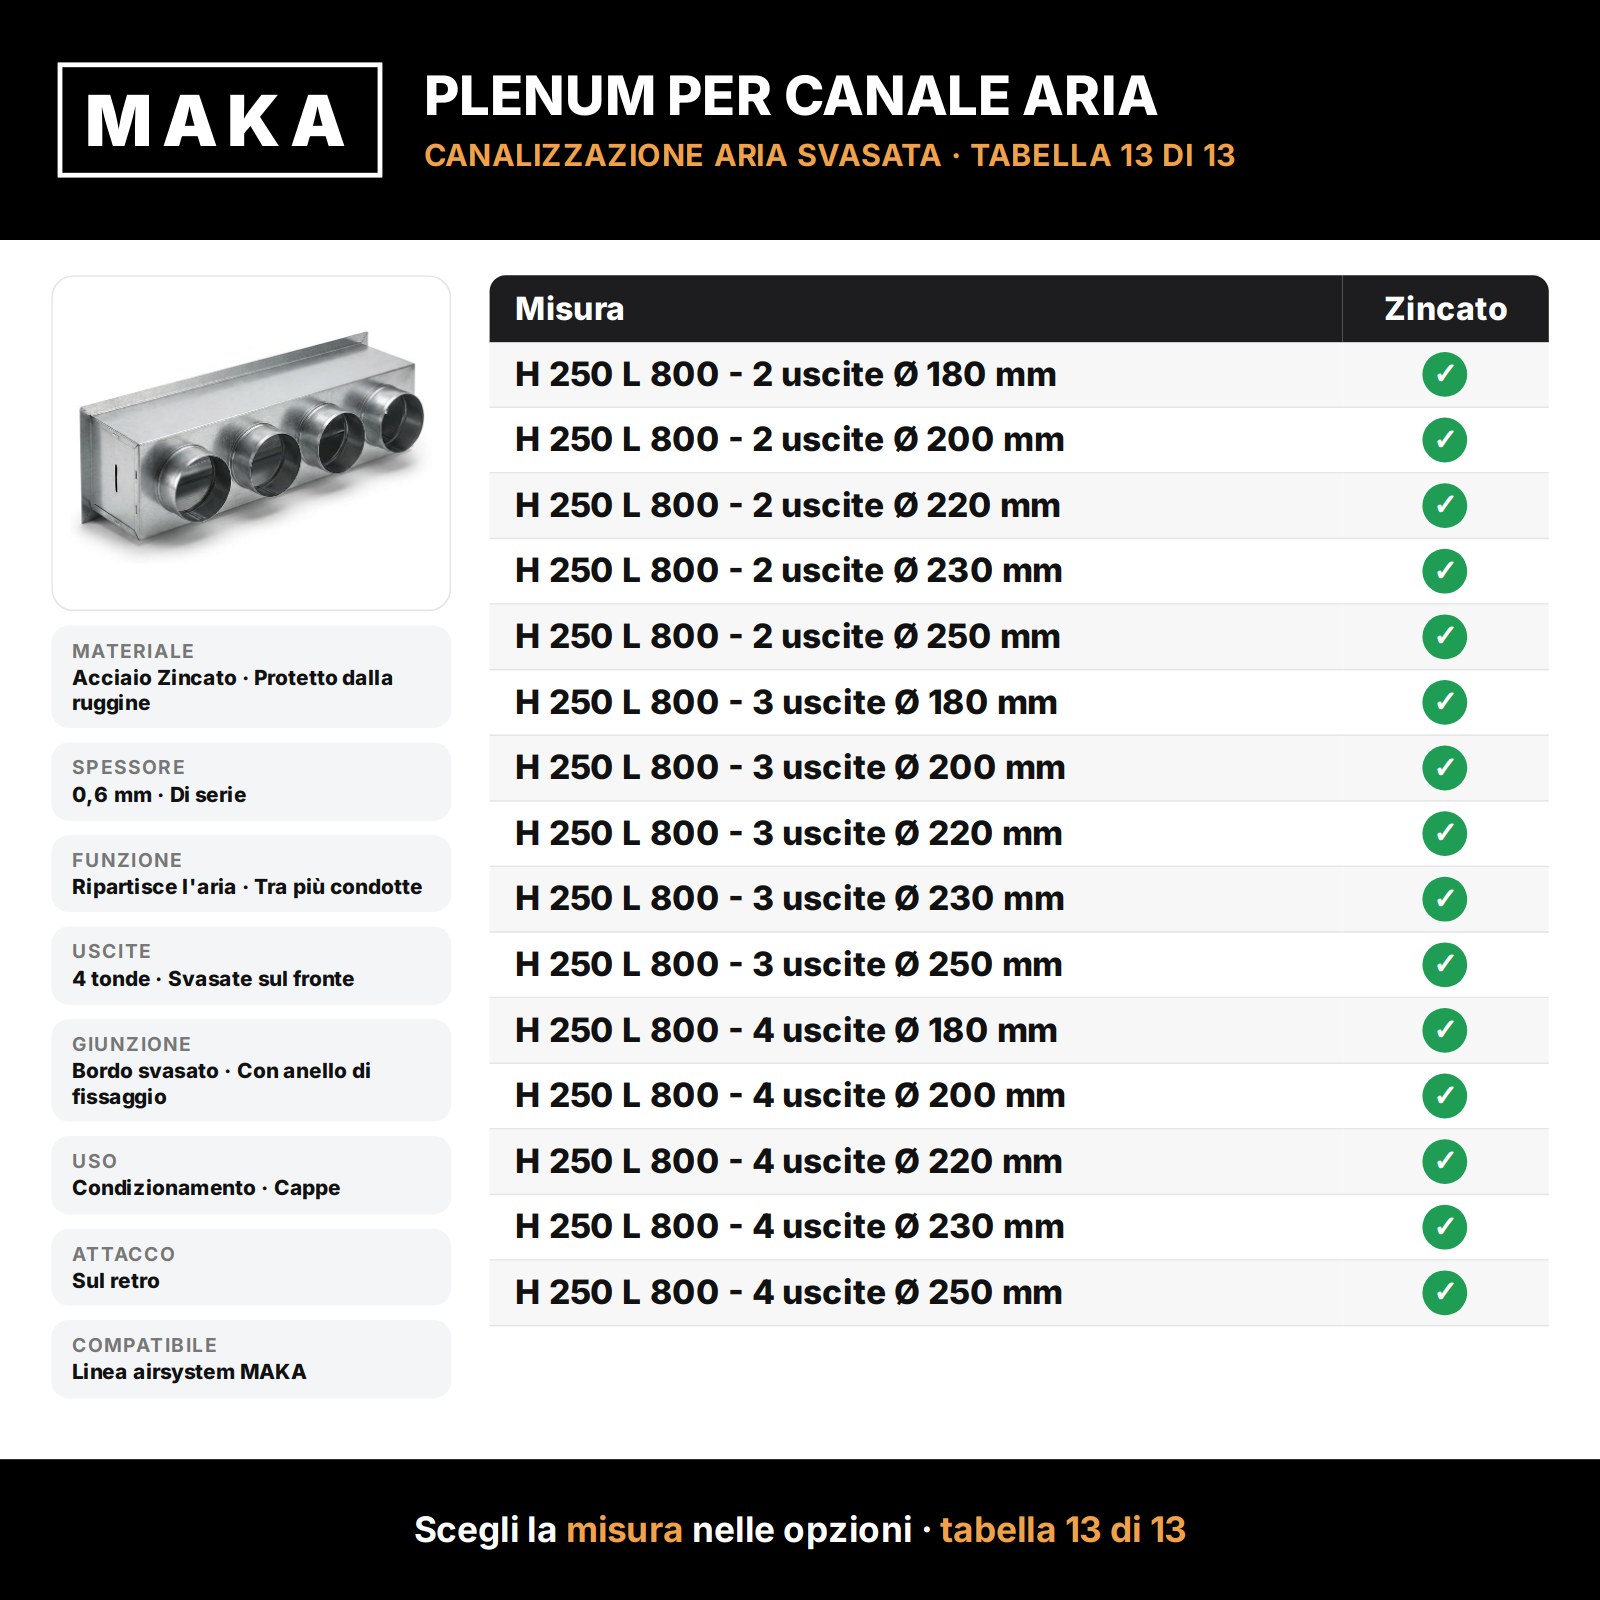 MAKA
PLENUM PER CANALE ARIA
CANALIZZAZIONE ARIA SVASATA · TABELLA 13 DI 13
MATERIALE
Acciaio Zincato · Protetto dalla
ruggine
SPESSORE
0,6 mm · Di serie
FUNZIONE
Ripartisce l'aria · Tra più condotte
USCITE
4 tonde · Svasate sul fronte
GIUNZIONE
Bordo svasato · Con anello di
fissaggio
USO
Condizionamento · Cappe
ATTACCO
Sul retro
COMPATIBILE
Linea airsystem MAKA
Misura Zincato
H 250 L 800 - 2 uscite Ø 180 mm ✓
H 250 L 800 - 2 uscite Ø 200 mm ✓
H 250 L 800 - 2 uscite Ø 220 mm ✓
H 250 L 800 - 2 uscite Ø 230 mm ✓
H 250 L 800 - 2 uscite Ø 250 mm ✓
H 250 L 800 - 3 uscite Ø 180 mm ✓
H 250 L 800 - 3 uscite Ø 200 mm ✓
H 250 L 800 - 3 uscite Ø 220 mm ✓
H 250 L 800 - 3 uscite Ø 230 mm ✓
H 250 L 800 - 3 uscite Ø 250 mm ✓
H 250 L 800 - 4 uscite Ø 180 mm ✓
H 250 L 800 - 4 uscite Ø 200 mm ✓
H 250 L 800 - 4 uscite Ø 220 mm ✓
H 250 L 800 - 4 uscite Ø 230 mm ✓
H 250 L 800 - 4 uscite Ø 250 mm ✓
Scegli la misura nelle opzioni · tabella 13 di 13